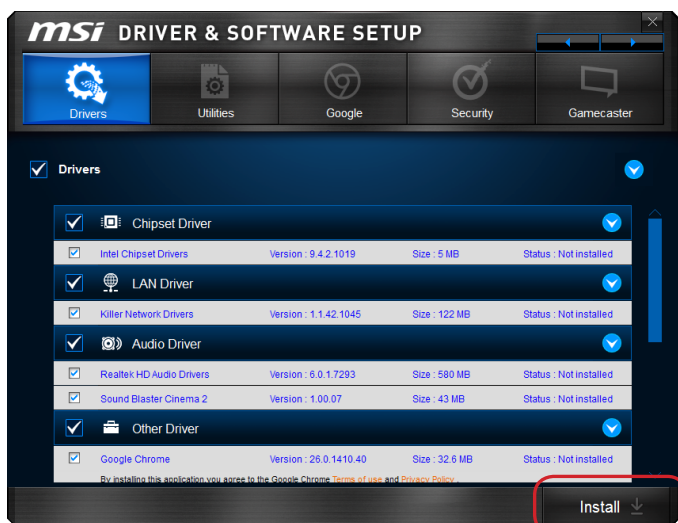 msi DRIVER & SOFTWARE SETUP
Drivers Utilities Google Security Gamecaster
Drivers
Chipset Driver
Intel Chipset Drivers Version : 9.4.2.1019 Size : 5 MB Status : Not installed
LAN Driver
Killer Network Drivers Version : 1.1.42.1045 Size : 122 MB Status : Not installed
Audio Driver
Realtek HD Audio Drivers Version : 6.0.1.7293 Size : 580 MB Status : Not installed
Sound Blaster Cinema 2 Version : 1.00.07 Size : 43 MB Status : Not installed
Other Driver
Google Chrome Version : 26.0.1410.40 Size : 32.6 MB Status : Not installed
By installing this application you agree to the Google Chrome Terms of use and Privacy Policy .
Install